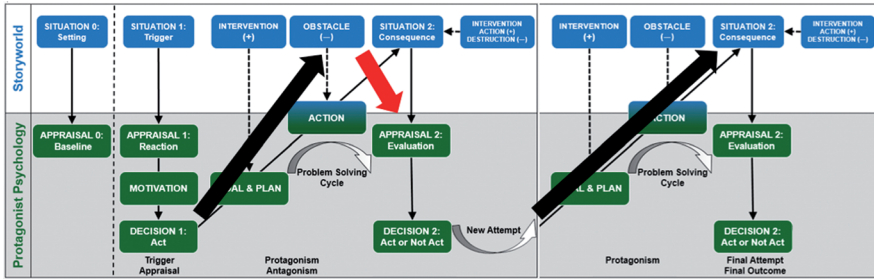 Storyworld
Protagonist Psychology
SITUATION 0:
Setting
SITUATION 1:
Trigger
INTERVENTION
(+)
OBSTACLE
(—)
SITUATION 2:
Consequence
INTERVENTION
ACTION (+)
DESTRUCTION (—)
INTERVENTION
(+)
OBSTACLE
(—)
SITUATION 2:
Consequence
INTERVENTION
ACTION (+)
DESTRUCTION (—)
ACTION
APPRAISAL 0:
Baseline
APPRAISAL 1:
Reaction
APPRAISAL 2:
Evaluation
APPRAISAL 2:
Evaluation
Problem Solving
Cycle
Problem Solving
Cycle
MOTIVATION
& PLAN
& PLAN
DECISION 1:
Act
DECISION 2:
Act or Not Act
New Attempt
DECISION 2:
Act or Not Act
Trigger
Appraisal
Protagonism
Antagonism
Protagonism
Final Attempt
Final Outcome